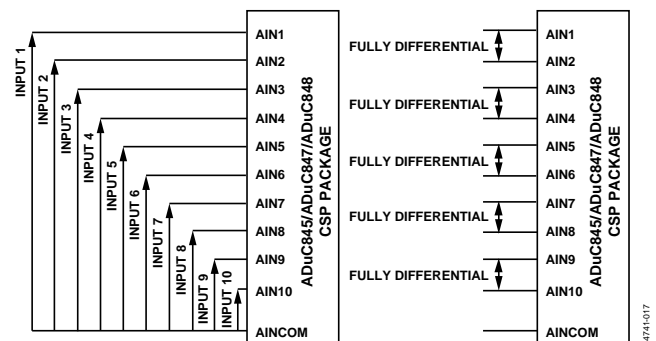 INPUT 1
INPUT 2
INPUT 3
INPUT 4
INPUT 5
INPUT 6
INPUT 7
INPUT 8
INPUT 9
INPUT 10
AIN1
AIN2
AIN3
AIN4
AIN5
AIN6
AIN7
AIN8
AIN9
AIN10
AINCOM
ADuC845/ADuC847/ADuC848
CSP PACKAGE
FULLY DIFFERENTIAL
FULLY DIFFERENTIAL
FULLY DIFFERENTIAL
FULLY DIFFERENTIAL
FULLY DIFFERENTIAL
AIN1
AIN2
AIN3
AIN4
AIN5
AIN6
AIN7
AIN8
AIN9
AIN10
AINCOM
ADuC845/ADuC847/ADuC848
CSP PACKAGE
4741-017